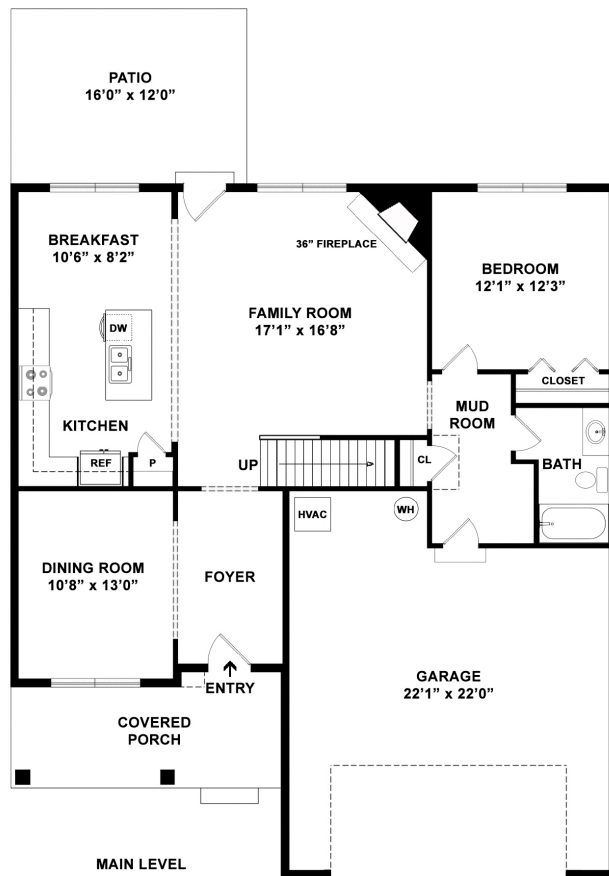 PATIO
16’0” x 12’0”
BREAKFAST
10’6” x 8’2”
36” FIREPLACE
BEDROOM
12’1” x 12’3”
FAMILY ROOM
17’1” x 16’8”
DW
CLOSET
KITCHEN
MUD
ROOM
REF
P
UP
CL
BATH
HVAC
WH
DINING ROOM
10’8” x 13’0”
FOYER
ENTRY
GARAGE
22’1” x 22’0”
COVERED
PORCH
MAIN LEVEL